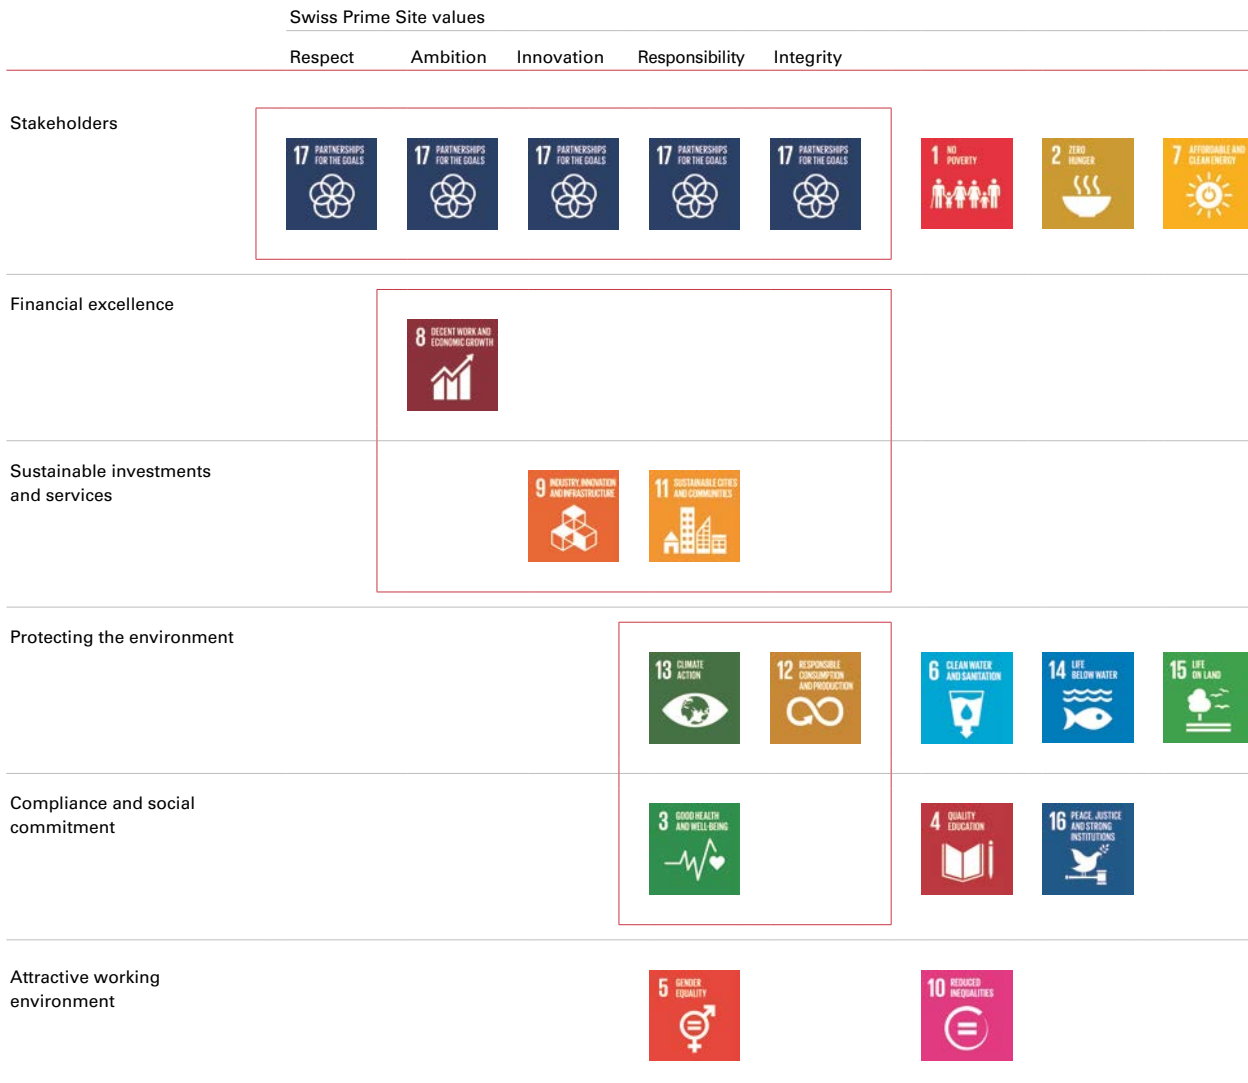 Swiss Prime Site values
Respect Ambition Innovation Responsibility Integrity
Stakeholders
17 PARTNERSHIPS
FOR THE GOALS
17 PARTNERSHIPS
FOR THE GOALS
17 PARTNERSHIPS
FOR THE GOALS
17 PARTNERSHIPS
FOR THE GOALS
17 PARTNERSHIPS
FOR THE GOALS
1 NO
POVERTY
2 ZERO
HUNGER
7 AFFORDABLE AND
CLEAN ENERGY
Financial excellence
8 DECENT WORK AND
ECONOMIC GROWTH
Sustainable investments
and services
9 INDUSTRY, INNOVATION
AND INFRASTRUCTURE
11 SUSTAINABLE CITIES
AND COMMUNITIES
Protecting the environment
13 CLIMATE
ACTION
12 RESPONSIBLE
CONSUMPTION
AND PRODUCTION
6 CLEAN WATER
AND SANITATION
14 LIFE
BELOW WATER
15 LIFE
ON LAND
Compliance and social
commitment
3 GOOD HEALTH
AND WELL-BEING
4 QUALITY
EDUCATION
16 PEACE, JUSTICE
AND STRONG
INSTITUTIONS
Attractive working
environment
5 GENDER
EQUALITY
10 REDUCED
INEQUALITIES